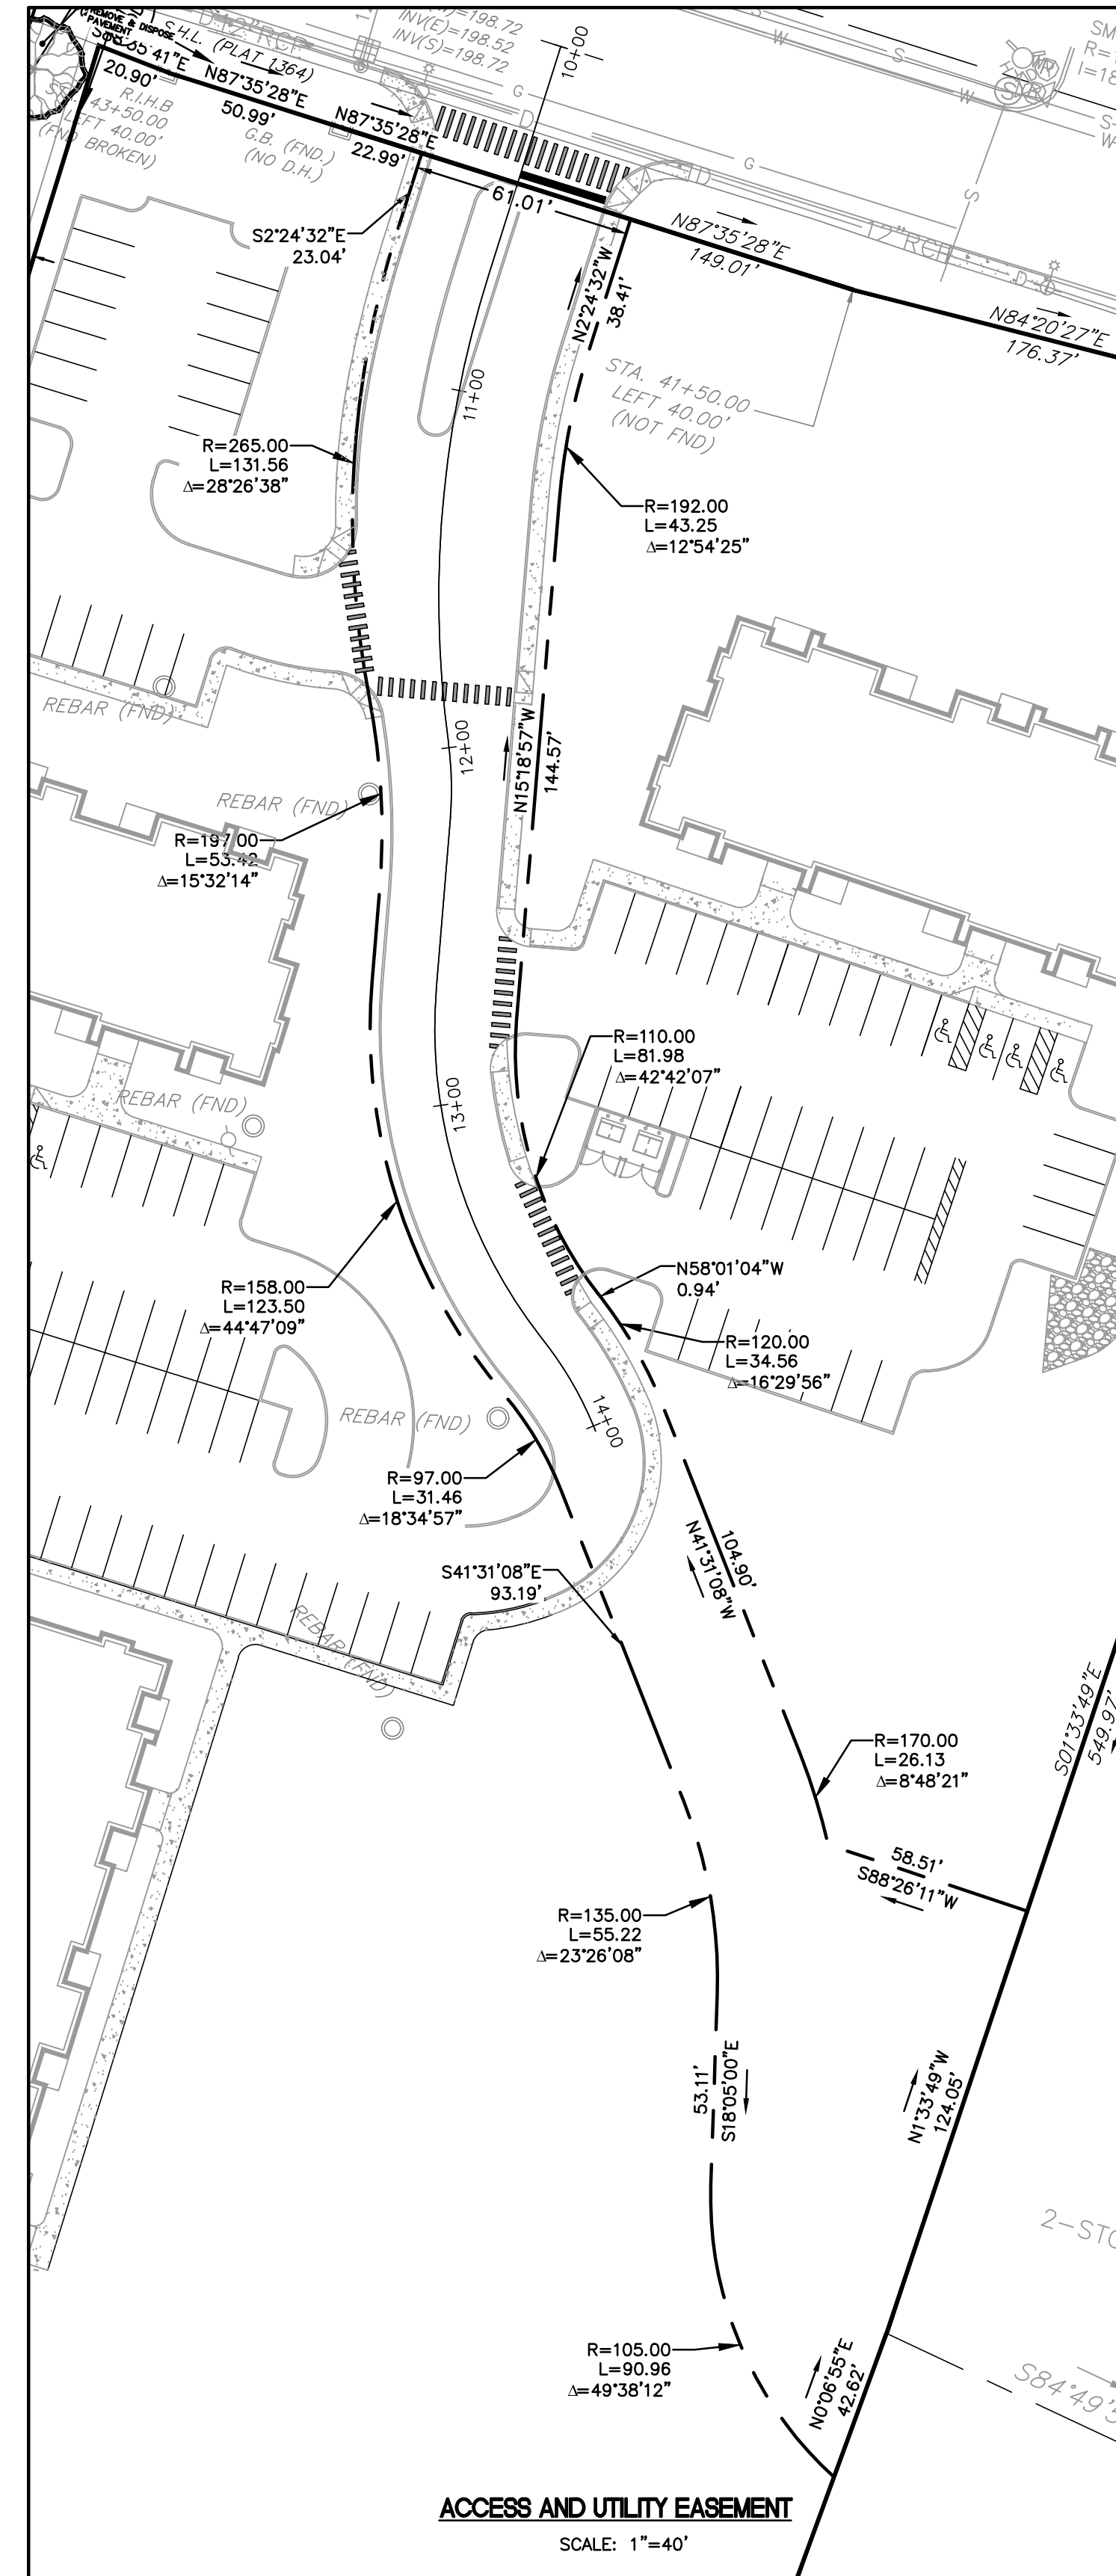 REMOVE & DISPOSE
PAVEMENT
S.H.L. (PLAT 1364)
12"RCP
INV(E)=198.52
INV(S)=198.72
10+00
20.90'
R.I.H.B
43+50.00
LEFT 40.00'
(FND BROKEN)
N87°35'28"E
50.99'
G.B. (FND.)
(NO D.H.)
N87°35'28"E
22.99'
61.01'
S2°24'32"E
23.04'
N87°35'28"E
149.01'
12"RCP
N84°20'27"E
176.37'
N2°24'32"W
38.41'
STA. 41+50.00
LEFT 40.00'
(NOT FND)
11+00
R=265.00
L=131.56
Δ=28°26'38"
R=192.00
L=43.25
Δ=12°54'25"
REBAR (FND)
12+00
N15°18'57"W
144.57'
REBAR (FND)
R=197.00
L=53.42
Δ=15°32'14"
R=110.00
L=81.98
Δ=42°42'07"
REBAR (FND)
13+00
R=158.00
L=123.50
Δ=44°47'09"
N58°01'04"W
0.94'
R=120.00
L=34.56
Δ=16°29'56"
REBAR (FND)
14+00
R=97.00
L=31.46
Δ=18°34'57"
S41°31'08"E
93.19'
104.90'
N41°31'08"W
REBAR (FND)
S01°33'49"E
549.97'
R=170.00
L=26.13
Δ=8°48'21"
58.51'
S88°26'11"W
R=135.00
L=55.22
Δ=23°26'08"
53.11'
S18°05'00"E
N1°33'49"W
124.05'
R=105.00
L=90.96
Δ=49°38'12"
N0°06'55"E
42.62'
ACCESS AND UTILITY EASEMENT
SCALE: 1"=40'